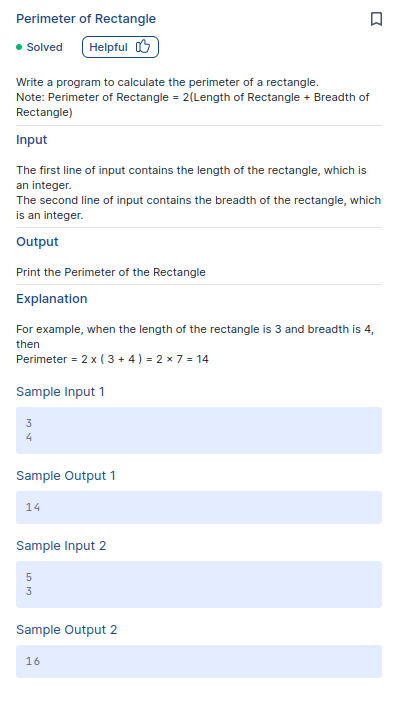 Perimeter of Rectangle
Solved
Helpful
Write a program to calculate the perimeter of a rectangle.
Note: Perimeter of Rectangle = 2(Length of Rectangle + Breadth of
Rectangle)
Input
The first line of input contains the length of the rectangle, which is
an integer.
The second line of input contains the breadth of the rectangle, which
is an integer.
Output
Print the Perimeter of the Rectangle
Explanation
For example, when the length of the rectangle is 3 and breadth is 4,
then
Perimeter = 2 x ( 3 + 4 ) = 2 × 7 = 14
Sample Input 1
3
4
Sample Output 1
14
Sample Input 2
5
3
Sample Output 2
16